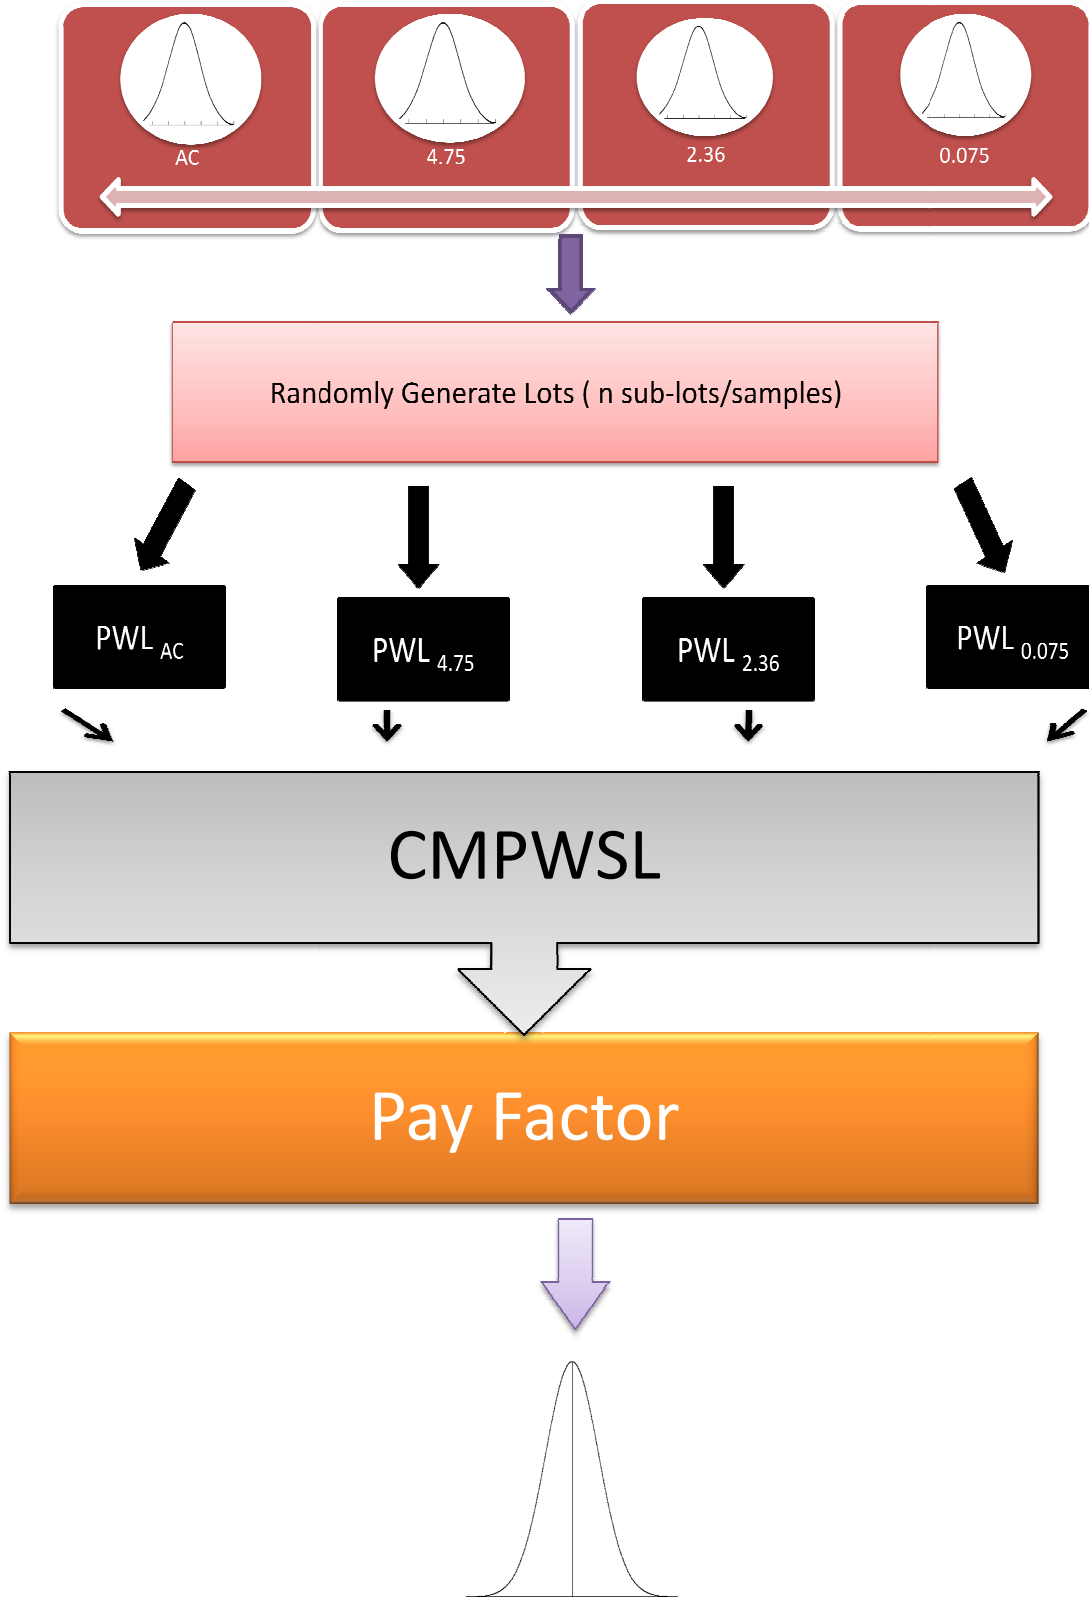 AC
4.75
2.36
0.075
Randomly Generate Lots ( n sub-lots/samples)
PWL AC
PWL 4.75
PWL 2.36
PWL 0.075
CMPWSL
Pay Factor